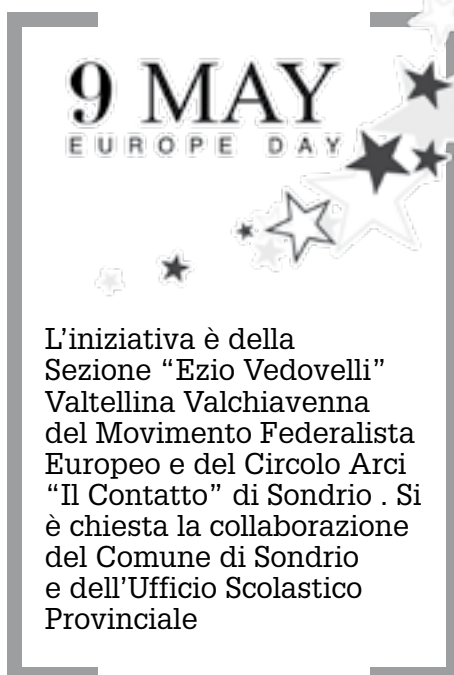 9 MAY
EUROPE DAY
L’iniziativa è della
Sezione “Ezio Vedovelli”
Valtellina Valchiavenna
del Movimento Federalista
Europeo e del Circolo Arci
“Il Contatto” di Sondrio . Si
è chiesta la collaborazione
del Comune di Sondrio
e dell’Ufficio Scolastico
Provinciale